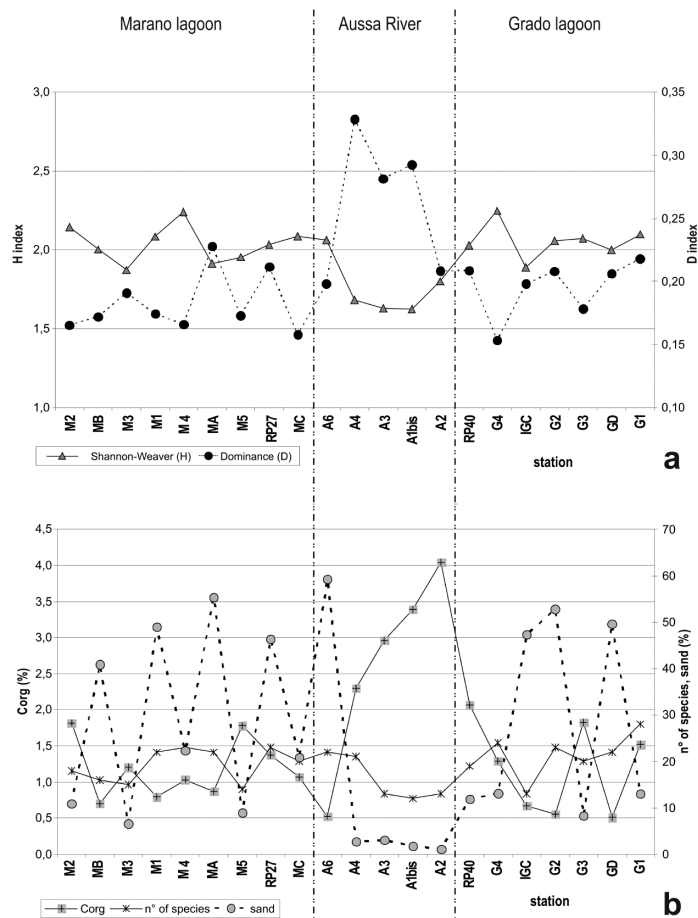 Marano lagoon Aussa River Grado lagoon
3,0 0,35
2,5 0,30
0,25
2,0
0,20
1,5 0,15
1,0 0,10
H index
D index
M2 MB M3 M1 M 4 MA M5 RP27 MC A6 A4 A3 A1bis A2 RP40 G4 IGC G2 G3 GD G1
Shannon-Weaver (H) Dominance (D)
station
a
4,5 70
4,0
60
3,5
50
3,0
2,5 40
2,0
30
1,5
20
1,0
10
0,5
0,0 0
Corg (%)
n° of species, sand (%)
M2 MB M3 M1 M 4 MA M5 RP27 MC A6 A4 A3 A1bis A2 RP40 G4 IGC G2 G3 GD G1
Corg n° of species sand
station
b